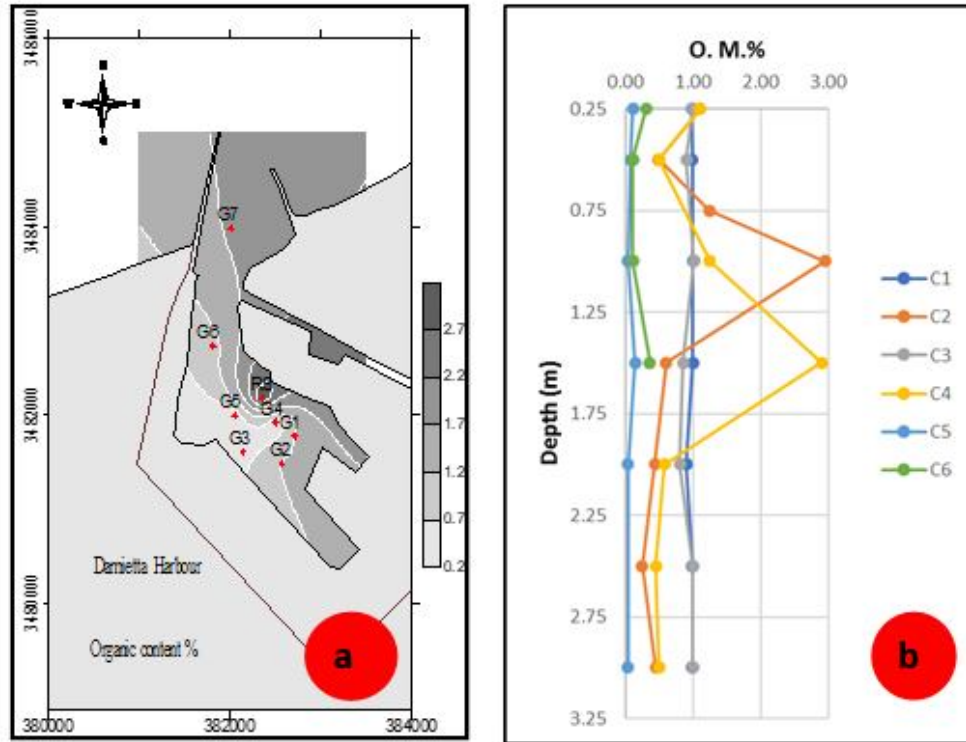 3486000
3484000
3482000
3480000
G7
G6
G5
G4
G1
G3
G2
2.7
2.2
1.7
1.2
0.7
0.2
Damietta Harbour
Organic content %
380000 382000 384000
a
O. M.%
0.00 1.00 2.00 3.00
Depth (m)
0.25
0.75
1.25
1.75
2.25
2.75
3.25
C1
C2
C3
C4
C5
C6
b